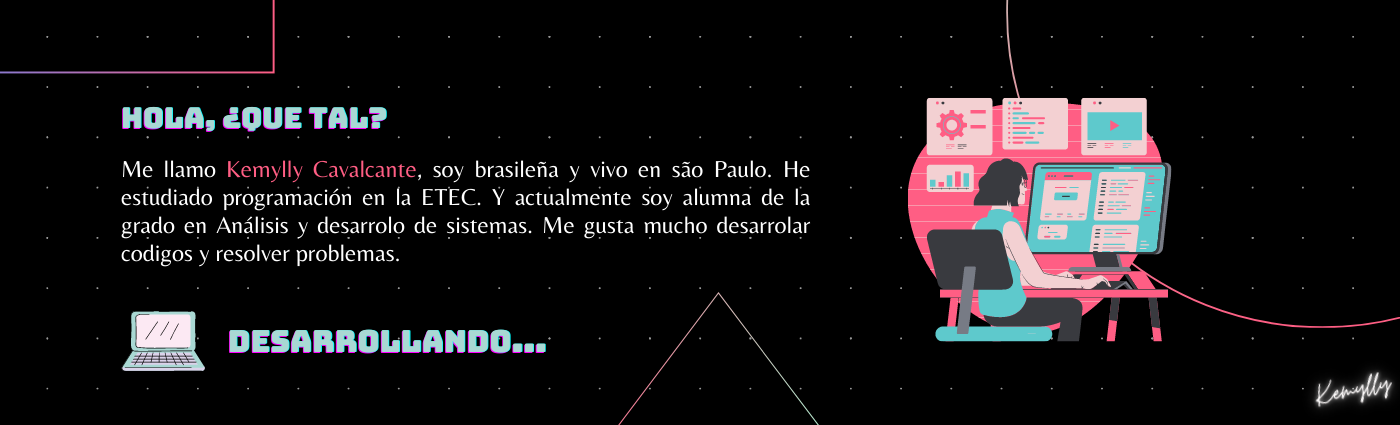 HOLA, ¿QUE TAL?
Me llamo Kemylly Cavalcante, soy brasileña y vivo en são Paulo. He
estudiado programación en la ETEC. Y actualmente soy alumna de la
grado en Análisis y desarrolo de sistemas. Me gusta mucho desarrolar
codigos y resolver problemas.
DESARROLLANDO...
Kemylly